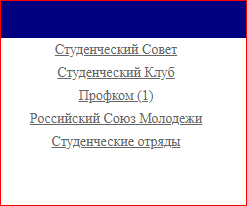 Студенческий Совет
Студенческий Клуб
Профком (1)
Российский Союз Молодежи
Студенческие отряды